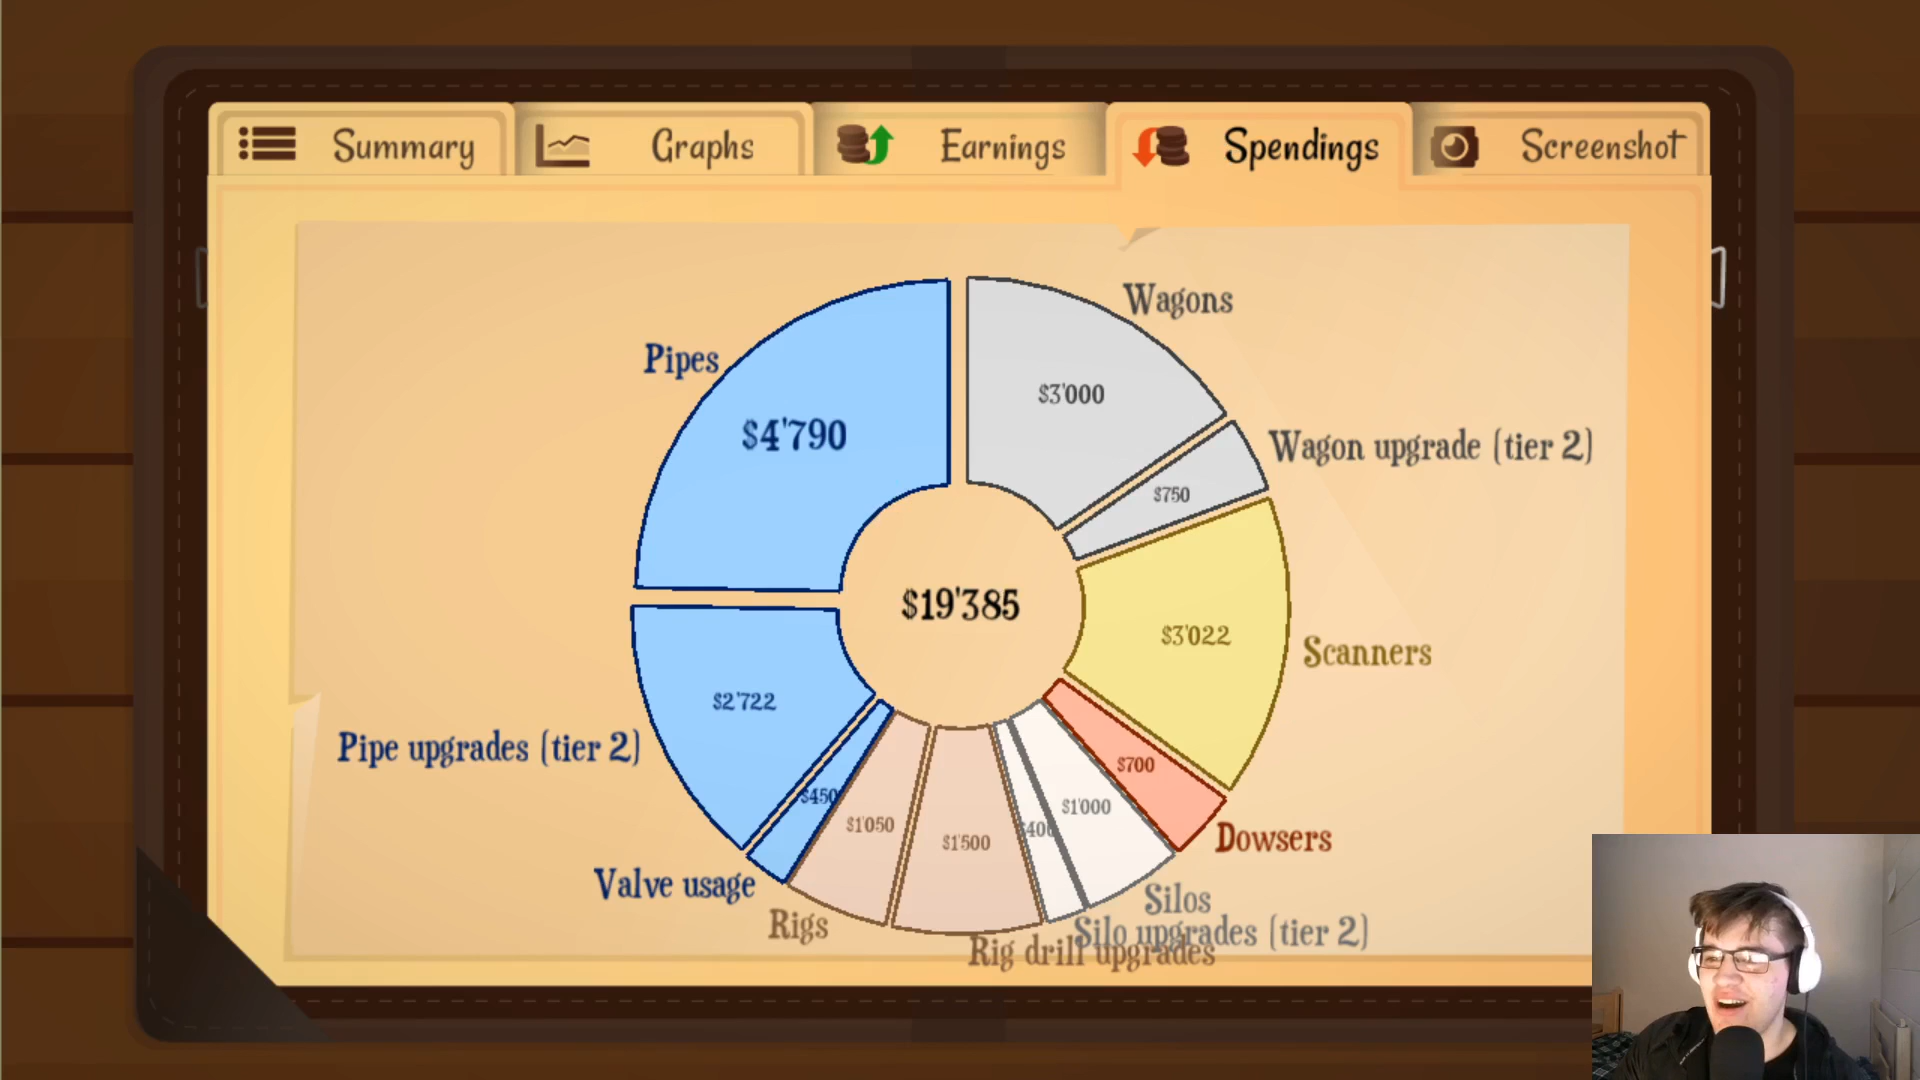 Summary
Graphs
Earnings
Spendings
Screenshot
Wagons
$3'000
Pipes
$4'790
Wagon upgrade (tier 2)
$750
$19'385
$3'022
Scanners
$2'722
Pipe upgrades (tier 2)
$700
$450
$1'050
$1'500
$400
$1'000
Dowsers
Valve usage
Silos
Rigs
Silo upgrades (tier 2)
Rig drill upgrades